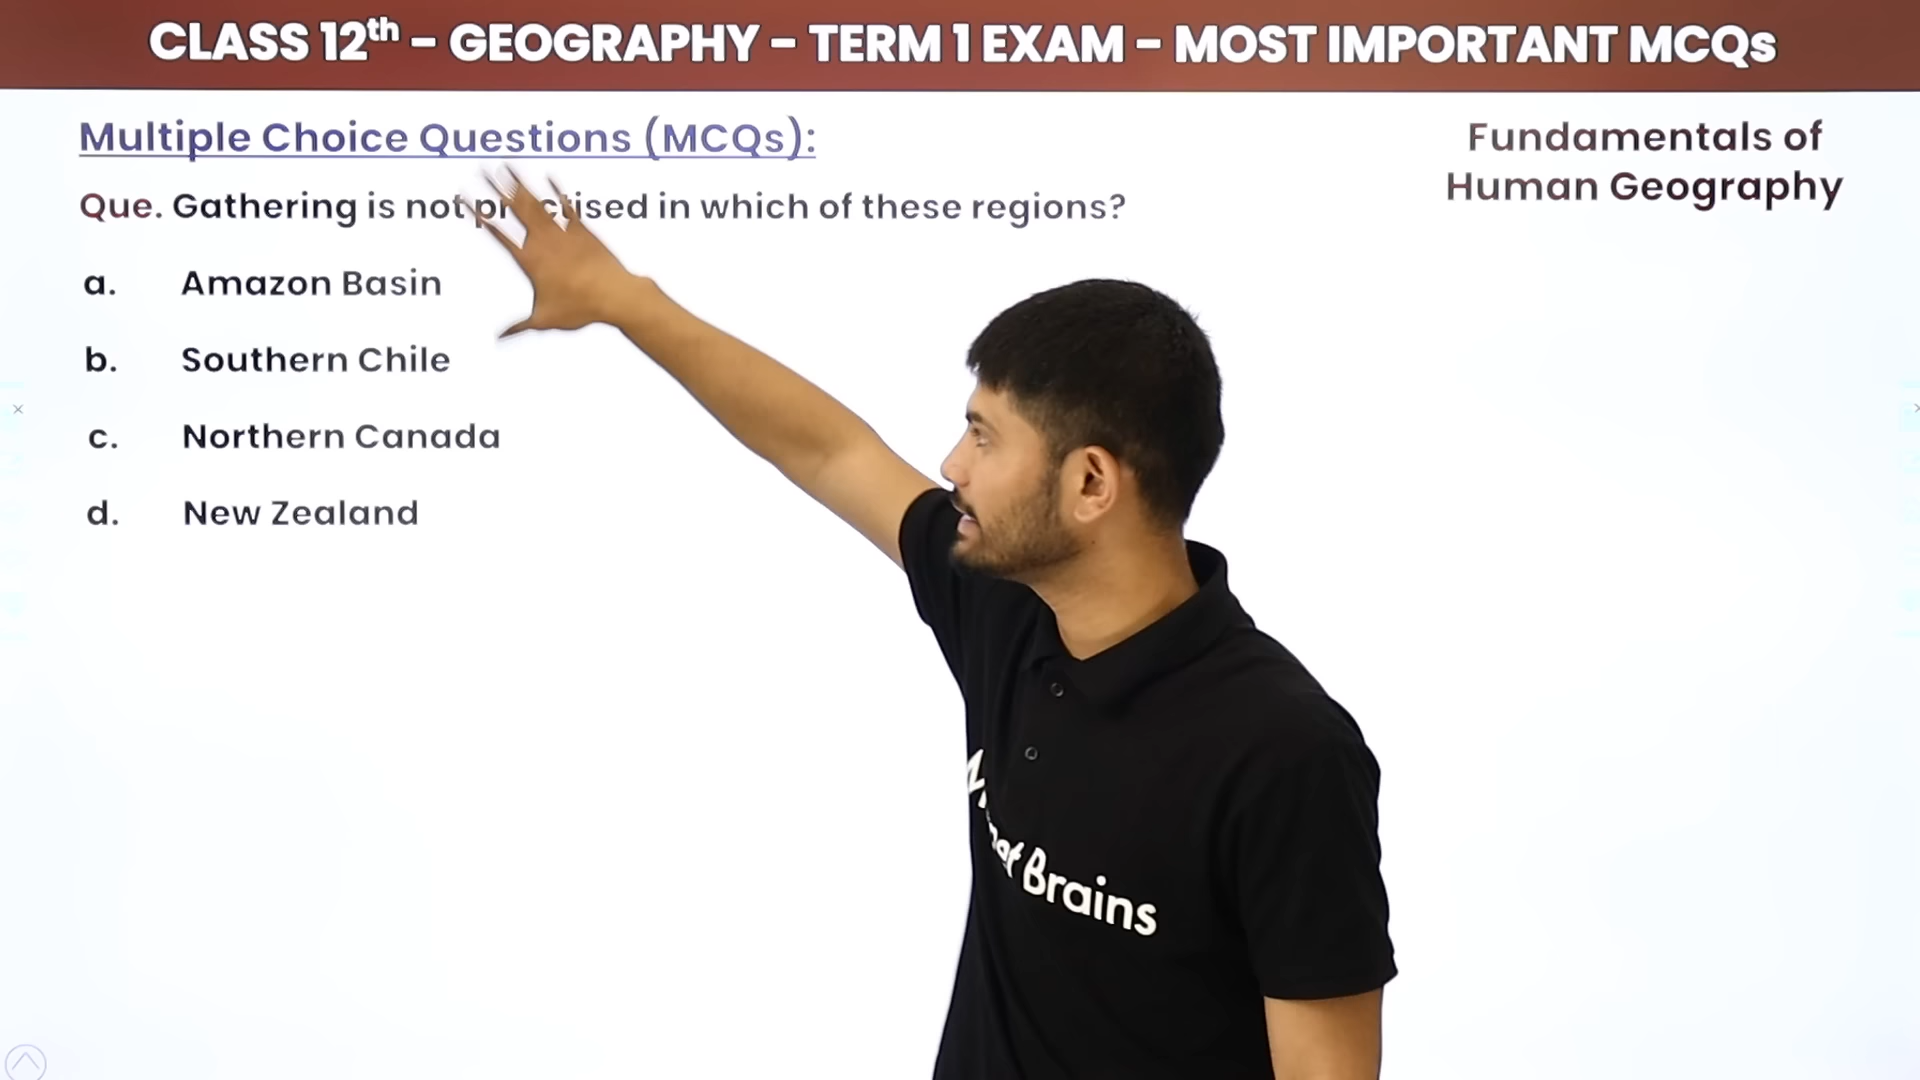 CLASS 12th - GEOGRAPHY - TERM 1 EXAM - MOST IMPORTANT MCQs
Multiple Choice Questions (MCQs):
Fundamentals of
Human Geography
Que. Gathering is not practised in which of these regions?
a. Amazon Basin
b. Southern Chile
c. Northern Canada
d. New Zealand
Brains